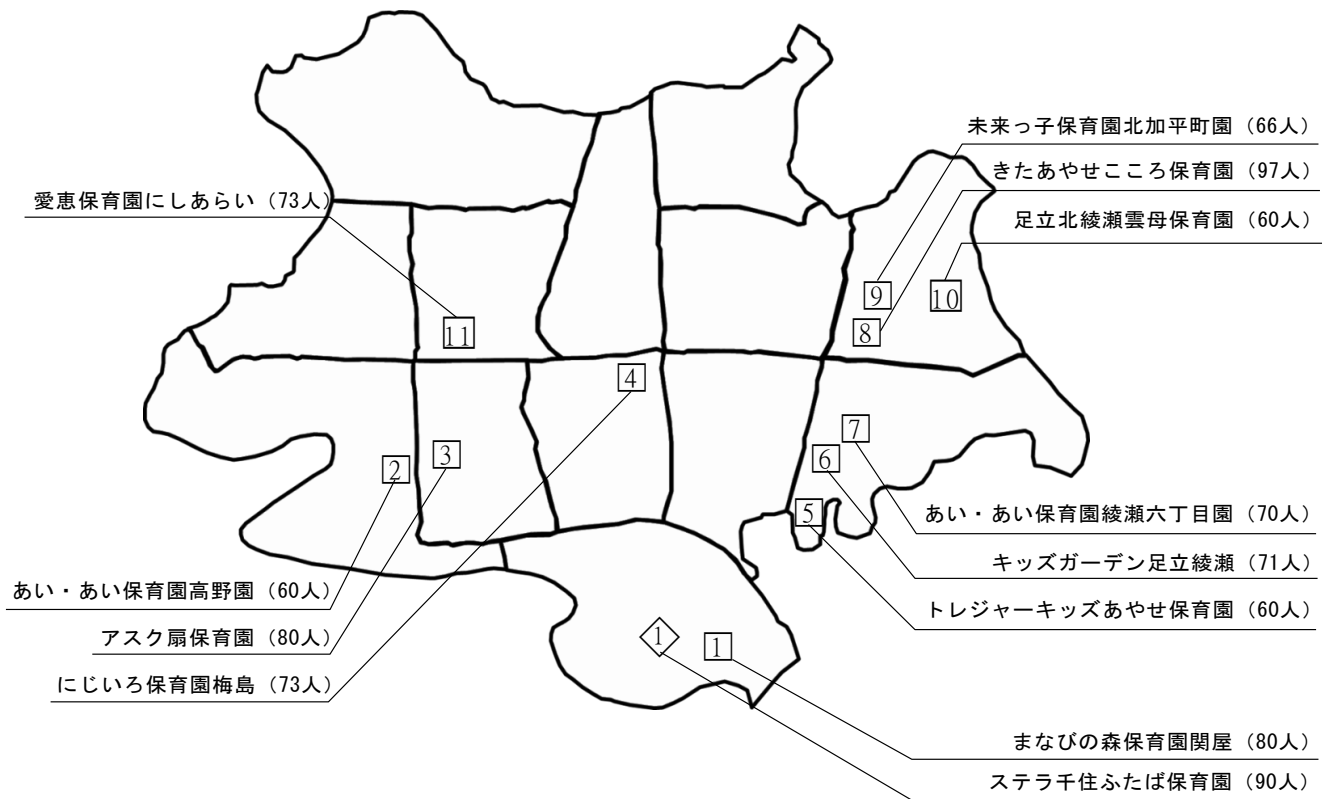 未来っ子保育園北加平町園（66人）
きたあやせこころ保育園（97人）
愛恵保育園にしあらい（73人）
足立北綾瀬雲母保育園（60人）
9
10
11
8
4
7
3
6
2
5
あい・あい保育園綾瀬六丁目園（70人）
キッズガーデン足立綾瀬（71人）
あい・あい保育園高野園（60人）
トレジャーキッズあやせ保育園（60人）
アスク扇保育園（80人）
1
1
にじいろ保育園梅島（73人）
まなびの森保育園関屋（80人）
ステラ千住ふたば保育園（90人）